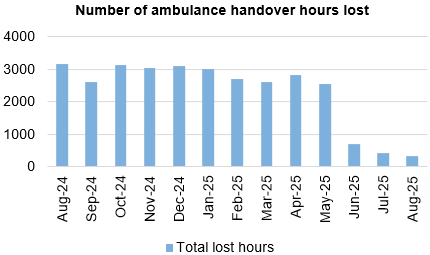 Number of ambulance handover hours lost
4000
3000
2000
1000
0
Aug-24
Sep-24
Oct-24
Nov-24
Dec-24
Jan-25
Feb-25
Mar-25
Apr-25
May-25
Jun-25
Jul-25
Aug-25
Total lost hours